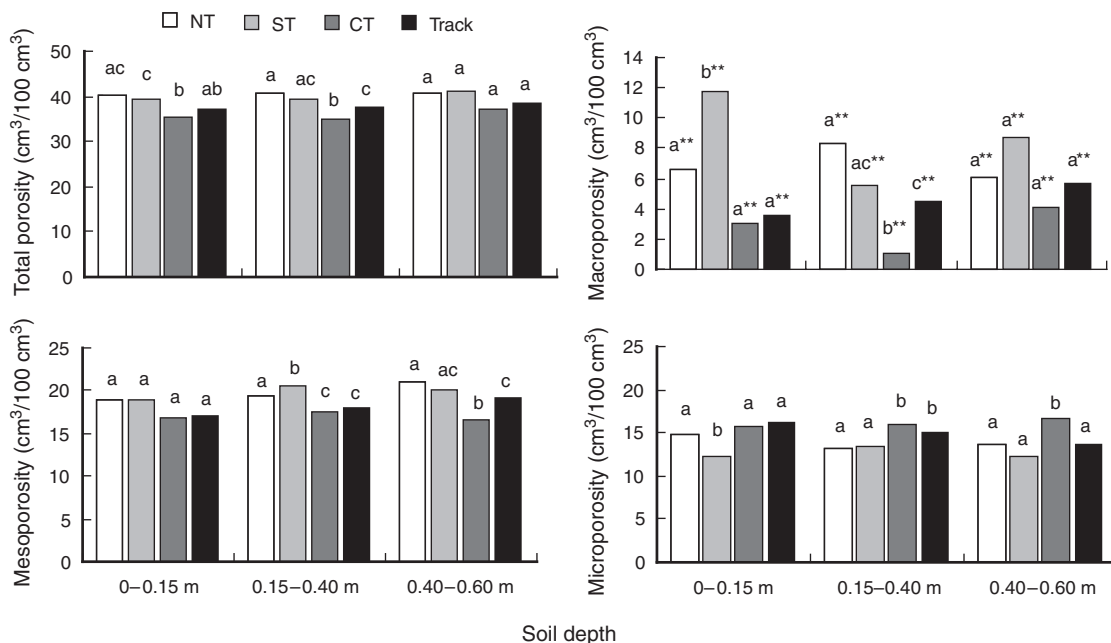 NT ST CT Track
Total porosity (cm³/100 cm³)
50
40
30
20
10
0
ac c b ab a ac b c a a a a
Macroporosity (cm³/100 cm³)
14
12
10
8
6
4
2
0
a** b** a** a** a** ac** b** c** a** a** a** a**
Mesoporosity (cm³/100 cm³)
25
20
15
10
5
0
a a a a a b c c a ac b c
0–0.15 m 0.15–0.40 m 0.40–0.60 m
Microporosity (cm³/100 cm³)
25
20
15
10
5
0
a b a a a a b b a a b a
0–0.15 m 0.15–0.40 m 0.40–0.60 m
Soil depth